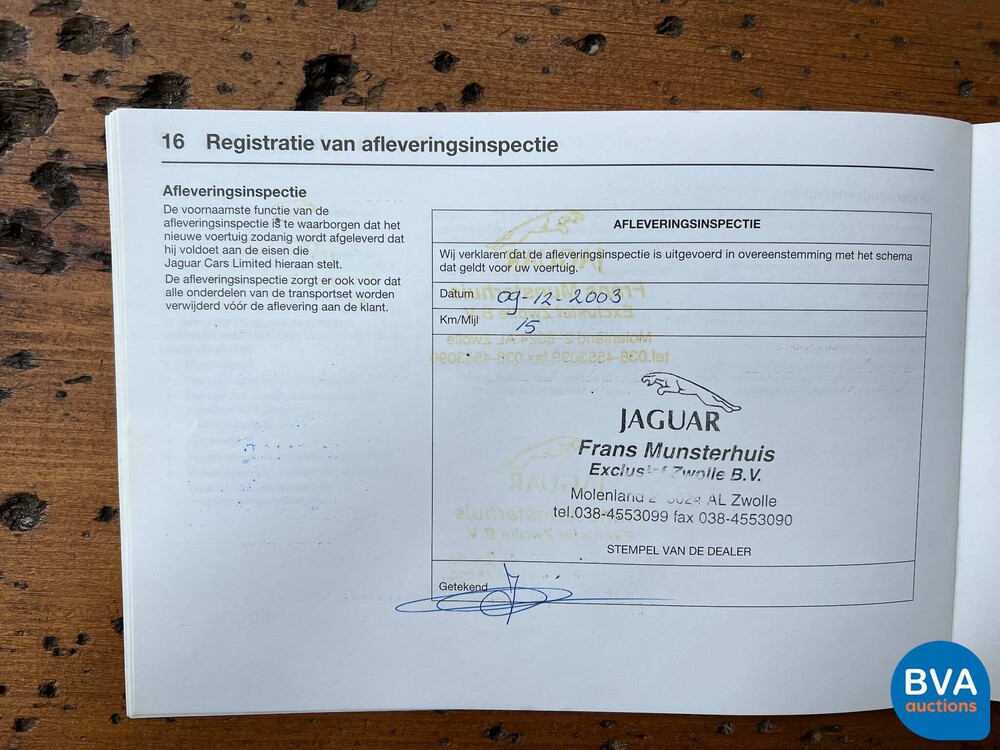 16 Registratie van afleveringsinspectie
Afleveringsinspectie
De voornaamste functie van de
afleveringsinspectie is te waarborgen dat het
nieuwe voertuig zodanig wordt afgeleverd dat
hij voldoet aan de eisen die
Jaguar Cars Limited hieraan stelt.
De afleveringsinspectie zorgt er ook voor dat
alle onderdelen van de transportset worden
verwijderd vóór de aflevering aan de klant.
AFLEVERINGSINSPECTIE
Wij verklaren dat de afleveringsinspectie is uitgevoerd in overeenstemming met het schema
dat geldt voor uw voertuig.
Datum 09-12-2003
Km/Mijl 15
JAGUAR
Frans Munsterhuis
Exclusief Zwolle B.V.
Molenland 2 8024 AL Zwolle
tel.038-4553099 fax 038-4553090
STEMPEL VAN DE DEALER
Getekend
BVA
auctions